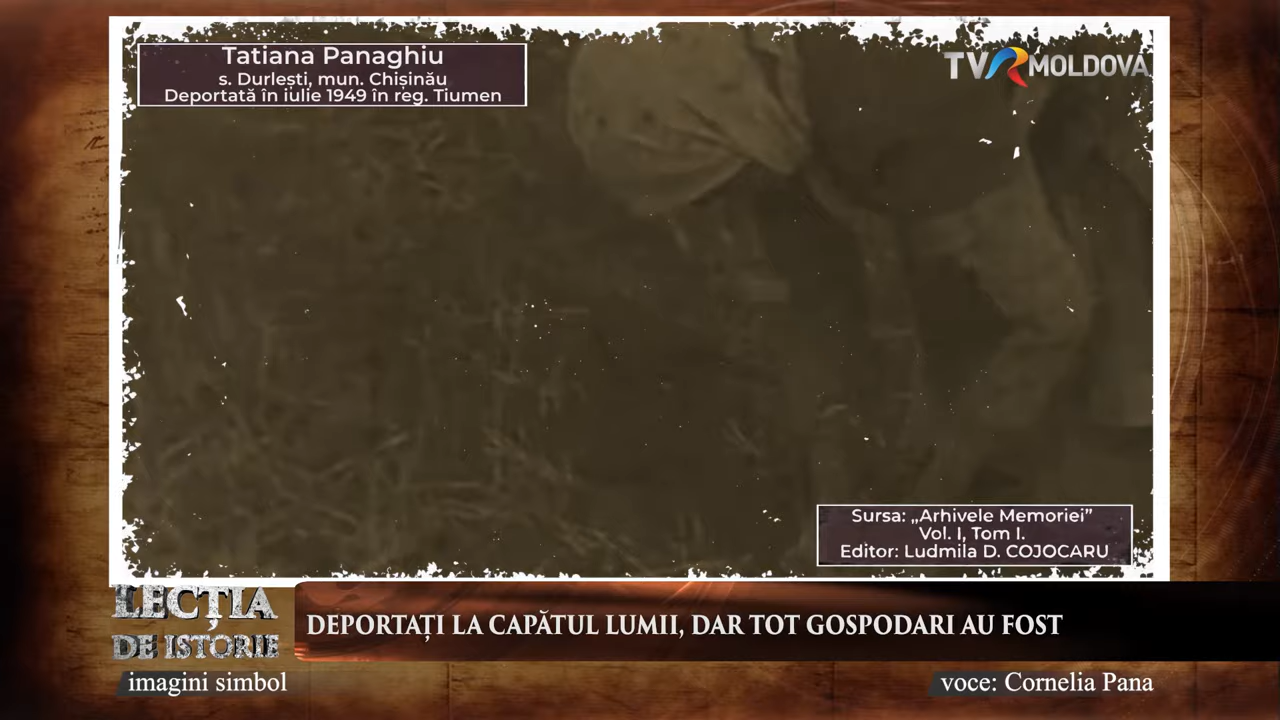 Tatiana Panaghiu
s. Durlești, mun. Chișinău
Deportată în iulie 1949 în reg. Tiumen
TVR MOLDOVA
Sursa: „Arhivele Memoriei”
Vol. I, Tom I.
Editor: Ludmila D. COJOCARU
LECȚIA
DE ISTORIE
DEPORTAȚI LA CAPĂTUL LUMII, DAR TOT GOSPODARI AU FOST
imagini simbol
voce: Cornelia Pana